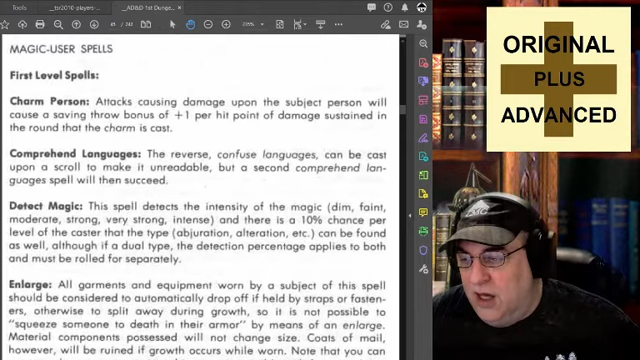 Tools
__tsr2010-players-
AD&D 1st Dunge...
MAGIC-USER SPELLS
First Level Spells:
Charm Person: Attacks causing damage upon the subject person will
cause a saving throw bonus of +1 per hit point of damage sustained in
the round that the charm is cast.
Comprehend Languages: The reverse, confuse languages, can be cast
upon a scroll to make it unreadable, but a second comprehend lan-
guages spell will then succeed.
Detect Magic: This spell detects the intensity of the magic (dim, faint,
moderate, strong, very strong, intense) and there is a 10% chance per
level of the caster that the type (abjuration, alteration, etc.) can be found
as well, although if a dual type, the detection percentage applies to both
and must be rolled for separately.
Enlarge: All garments and equipment worn by a subject of this spell
should be considered to automatically drop off if held by straps or fasten-
ers, otherwise to split away during growth, so it is not possible to
"squeeze someone to death in their armor" by means of an enlarge.
Material components possessed will not change size. Coats of mail,
however, will be ruined if growth occurs while worn. Note that you can
ORIGINAL
PLUS
ADVANCED